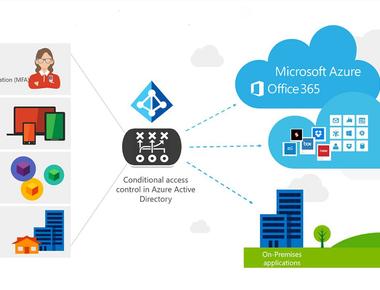 ation (MFA)
Conditional access
control in Azure Active
Directory
Microsoft Azure
Office 365
On-Premises
applications